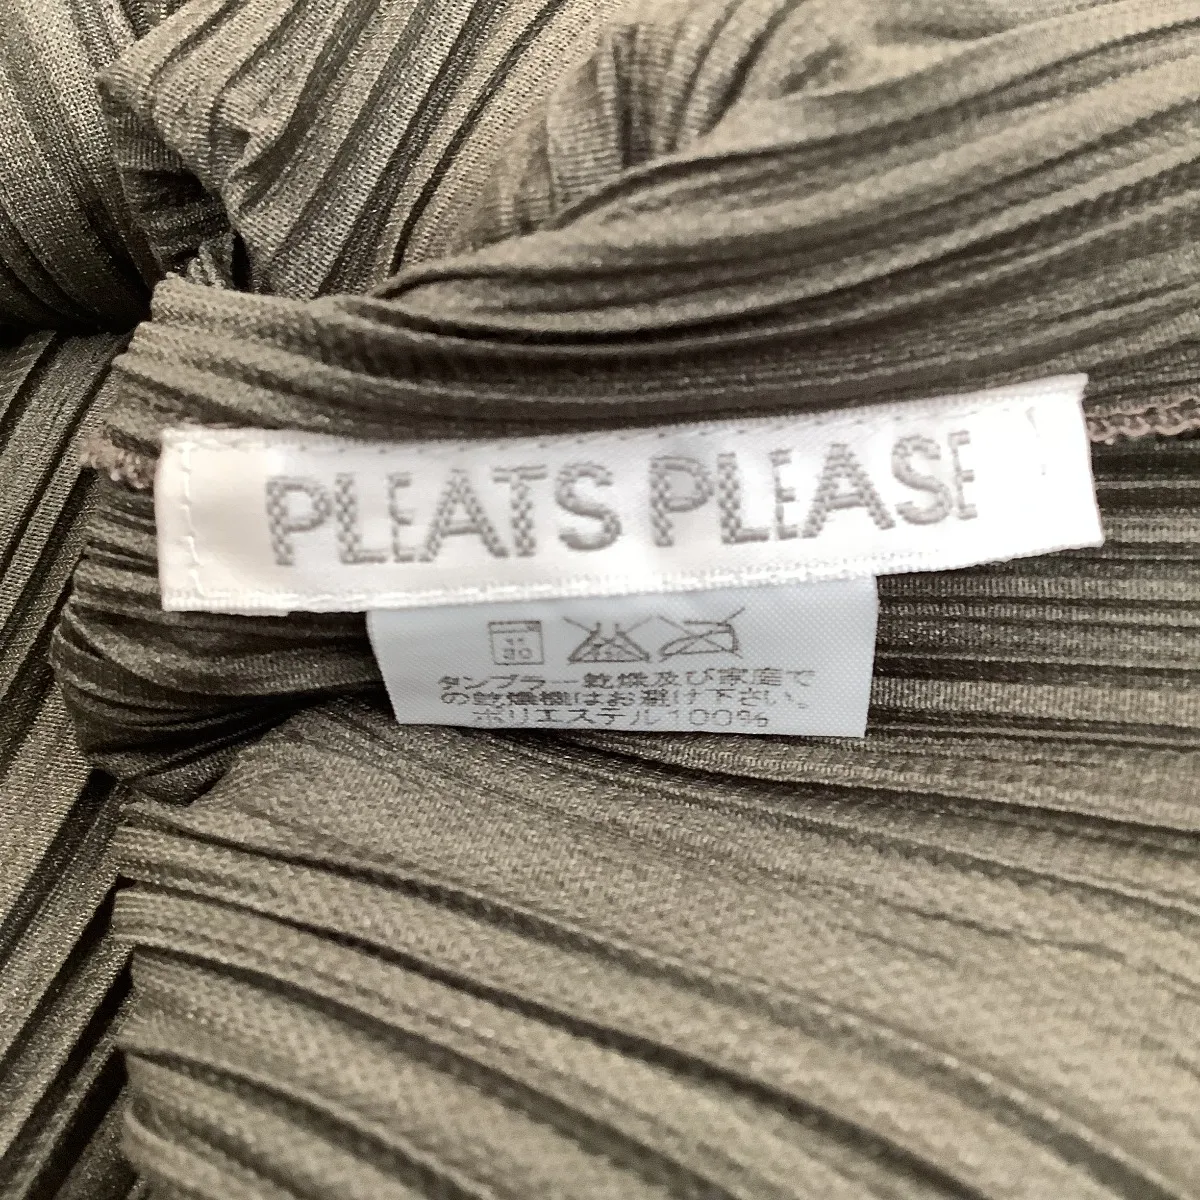 PLEATS PLEASE
タンブラー乾燥及び家庭で
の乾燥機はお避け下さい。
ポリエステル100%